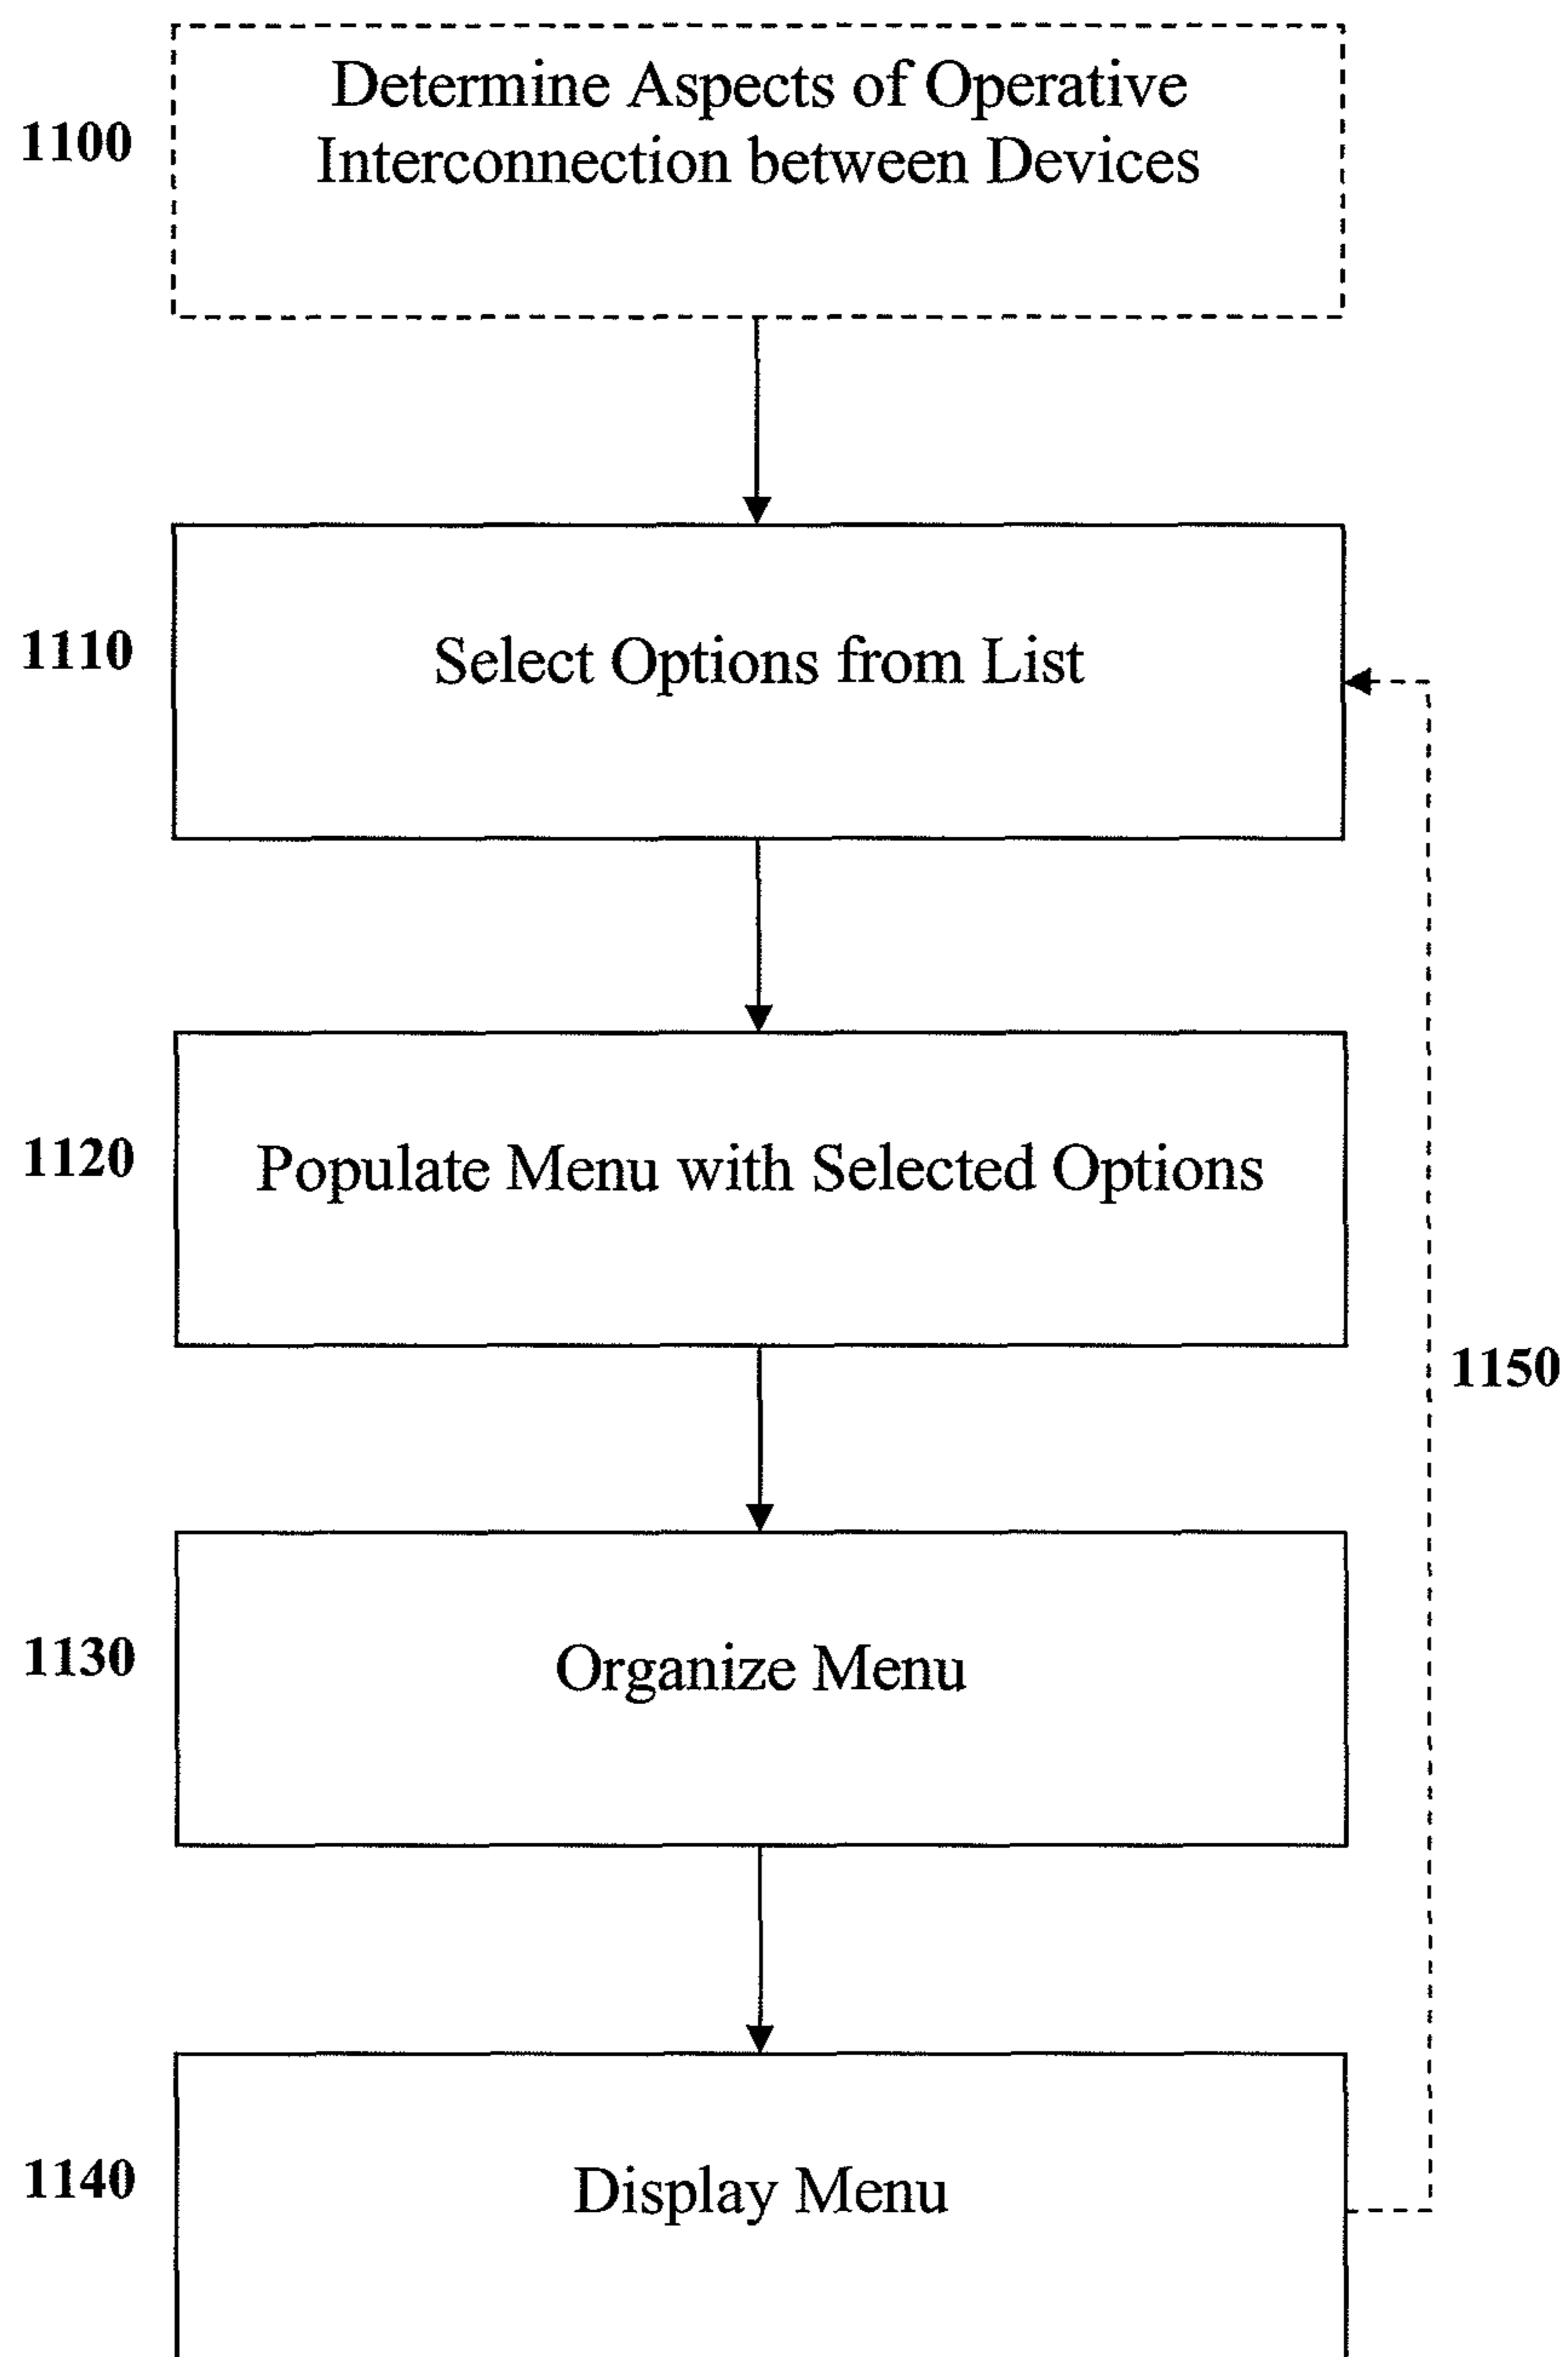 1100
Determine Aspects of Operative
Interconnection between Devices
1110
Select Options from List
1120
Populate Menu with Selected Options
1150
1130
Organize Menu
1140
Display Menu